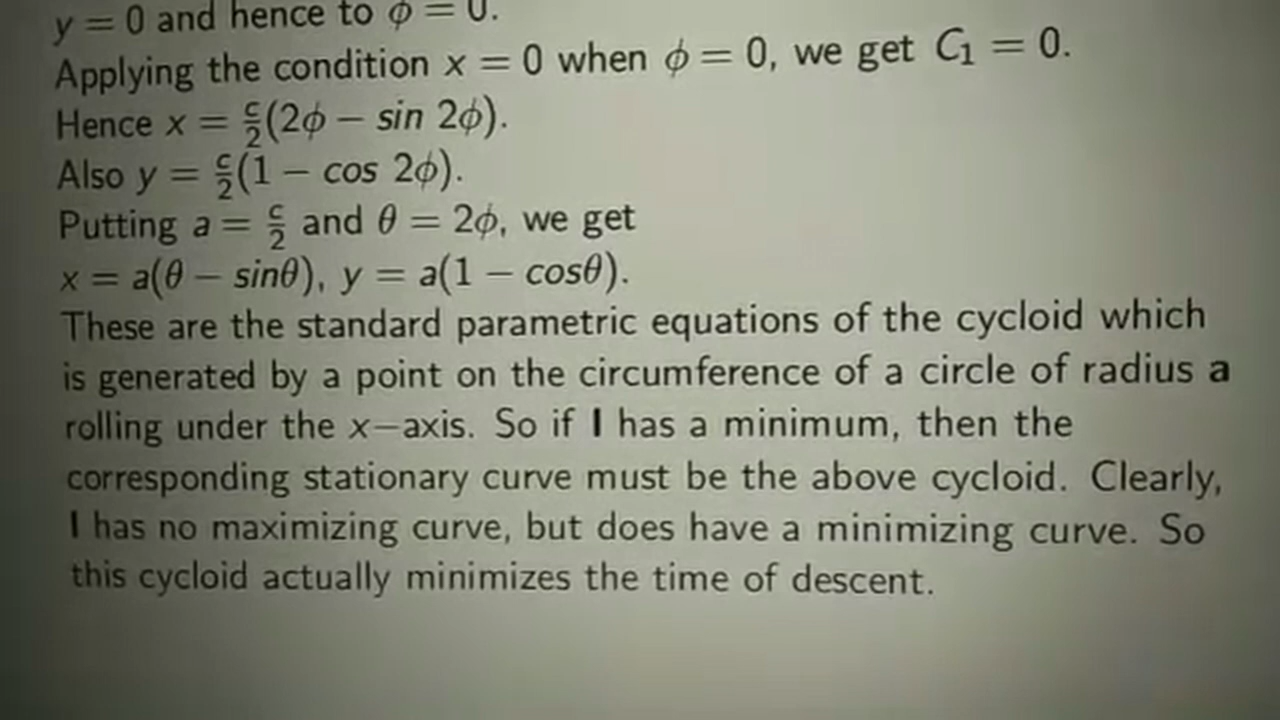 y = 0 and hence to ϕ = 0.
Applying the condition x = 0 when ϕ = 0, we get C₁ = 0.
Hence x = c/2(2ϕ − sin 2ϕ).
Also y = c/2(1 − cos 2ϕ).
Putting a = c/2 and θ = 2ϕ, we get
x = a(θ − sinθ), y = a(1 − cosθ).
These are the standard parametric equations of the cycloid which
is generated by a point on the circumference of a circle of radius a
rolling under the x−axis. So if I has a minimum, then the
corresponding stationary curve must be the above cycloid. Clearly,
I has no maximizing curve, but does have a minimizing curve. So
this cycloid actually minimizes the time of descent.